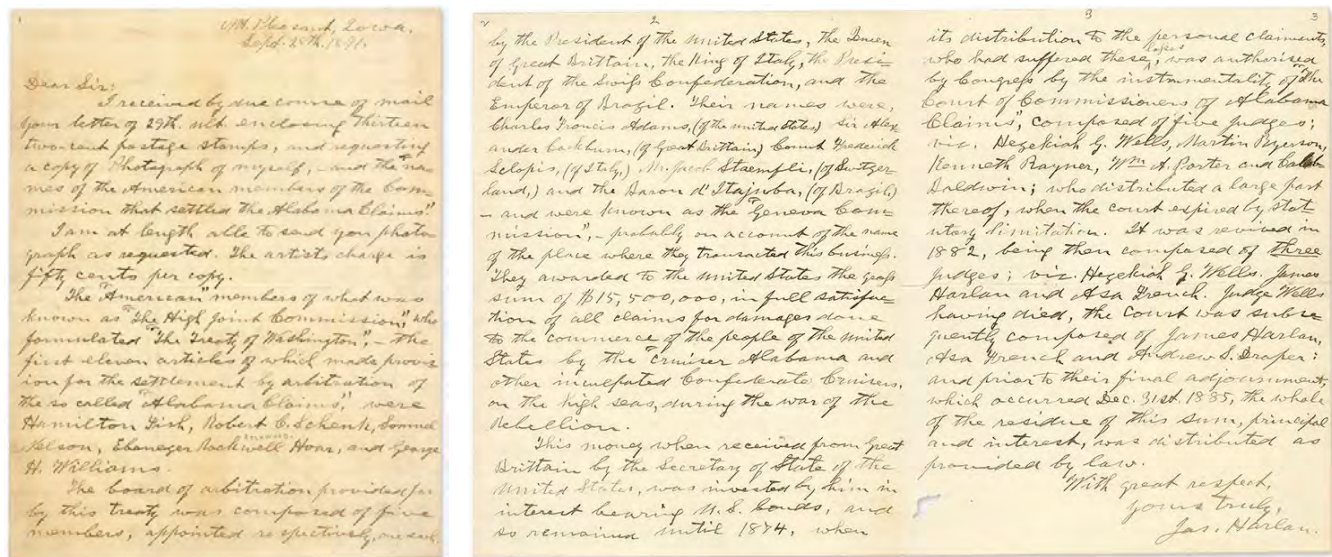 1
Mt. Pleasant, Iowa.
Sept. 28th. 1891.
Dear Sir;
I received by due course of mail
your letter of 29th. ult. enclosing thirteen
two-cent postage stamps, and requesting
a copy of Photograph of myself,- and the "na-
mes of the American members of the Com-
mission that settled the Alabama Claims."
I am at length able to send you photo-
graph as requested. The artists charge is
fifty cents per copy.
The "American" members of what was
known as "The High Joint Commission," who
formulated "The Treaty of Washington",- the
first eleven articles of which made provis-
ion for the settlement by arbitration of
the so called "Alabama Claims," were
Hamilton Fish, Robert C. Schenk, Samuel
Nelson, Ebenezer Rockwell Hoar, and George
H. Williams.
The board of arbitration provided for
by this treaty was composed of five
members, appointed respectively, one each
2
2
by the President of the United States, the Queen
of Great Brittain, the King of Italy, the Presi-
dent of the Swiss Confederation, and the
Emperor of Brazil. Their names were,
Charles Francis Adams, (of the United States) Sir Alex-
ander Cockburn, (of Great Brittain) Count Frederick
Sclopis, (of Italy,) Mr. Jacob Staempfli, (of Switzer-
land,) and the Baron d'Itajuba, (of Brazil)
- and were known as the "Geneva Com-
mission",- probably on account of the name
of the place where they transacted this business.
They awarded to the United States the gross
sum of $15,500,000, in full satisfac-
tion of all claims for damages done
to the commerce of the people of the United
States by the Cruiser Alabama and
other inculpated Confederate Cruisers,
on the high seas, during the war of the
Rebellion.
This money when received from Great
Brittain by the Secretary of State of the
United States, was invested by him in
interest bearing U.S. bonds, and
so remained until 1874, when
3
3
its distribution to the personal claimants,
who had suffered these losses, was authorised
by Congress by the instrumentality of "The
Court of Commissioners of Alabama
Claims", composed of five Judges;
viz. Hezekiah G. Wells, Martin Ryerson,
Kenneth Rayner, Wm A. Porter and Caleb
Baldwin; who distributed a large part
thereof, when the court expired by stat-
utary limitation. It was revived in
1882, being then composed of three
Judges; viz. Hezekiah G. Wells. James
Harlan and Asa French. Judge Wells
having died, the Court was subse-
quently composed of James Harlan,
Asa French and Andrew S. Draper:
and prior to their final adjournment,
which occurred Dec. 31st. 1885, the whole
of the residue of this sum, principal
and interest, was distributed as
provided by law.
With great respect,
yours truly,
Jas. Harlan.